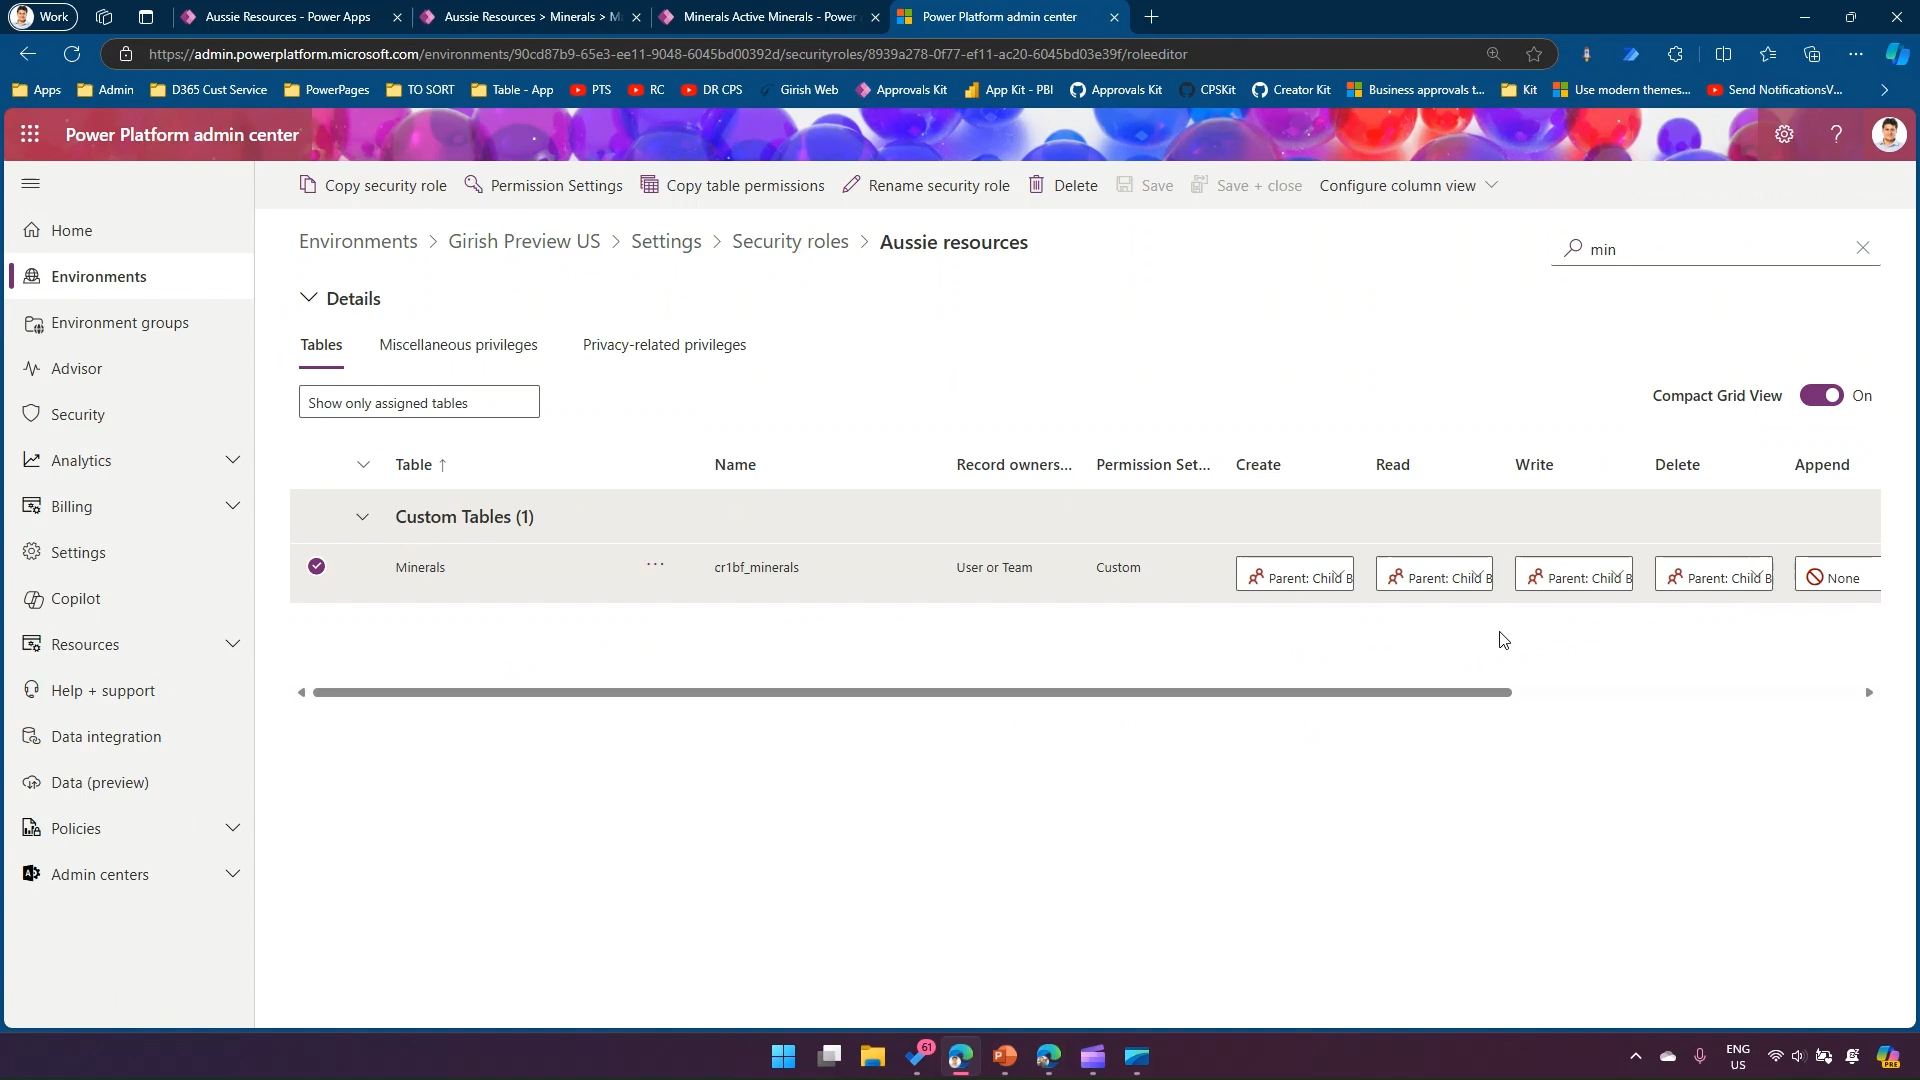 Work
Aussie Resources - Power Apps
Aussie Resources > Minerals > M
Minerals Active Minerals - Power
Power Platform admin center
https://admin.powerplatform.microsoft.com/environments/90cd87b9-65e3-ee11-9048-6045bd00392d/securityroles/8939a278-0f77-ef11-ac20-6045bd03e39f/roleeditor
Apps
Admin
D365 Cust Service
PowerPages
TO SORT
Table - App
PTS
RC
DR CPS
Girish Web
Approvals Kit
App Kit - PBI
Approvals Kit
CPSKit
Creator Kit
Business approvals t...
Kit
Use modern themes...
Send NotificationsV...
Power Platform admin center
Copy security role
Permission Settings
Copy table permissions
Rename security role
Delete
Save
Save + close
Configure column view
Home
Environments
Environment groups
Advisor
Security
Analytics
Billing
Settings
Copilot
Resources
Help + support
Data integration
Data (preview)
Policies
Admin centers
Environments > Girish Preview US > Settings > Security roles > Aussie resources
min
Details
Tables
Miscellaneous privileges
Privacy-related privileges
Show only assigned tables
Compact Grid View
On
Table ↑
Name
Record owners...
Permission Set...
Create
Read
Write
Delete
Append
Custom Tables (1)
Minerals
...
cr1bf_minerals
User or Team
Custom
Parent: Child B
Parent: Child B
Parent: Child B
Parent: Child B
None
61
ENG
US
PRE